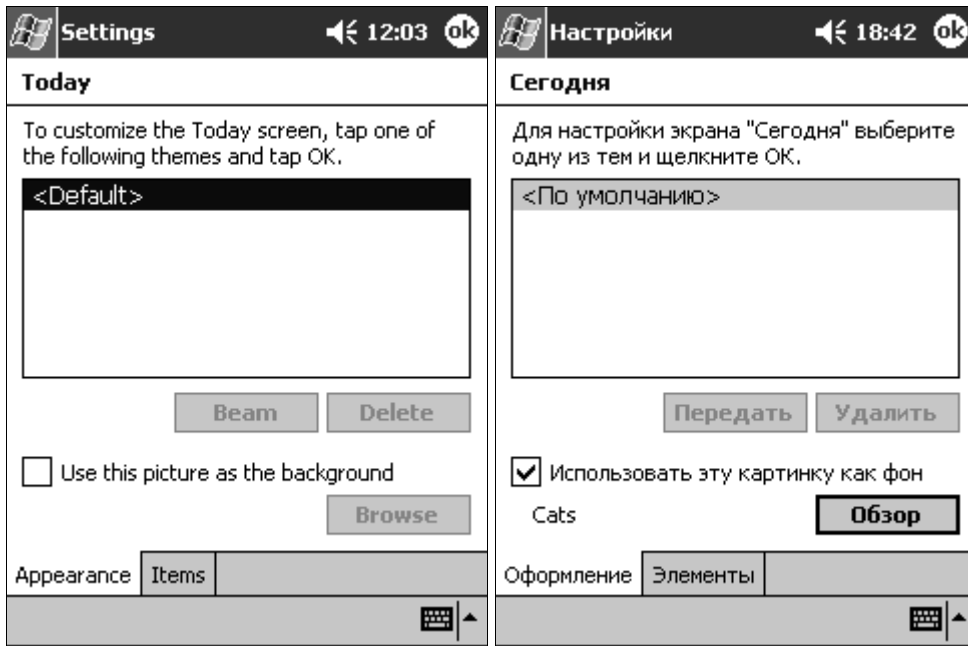 Settings 12:03 ok
Today
To customize the Today screen, tap one of
the following themes and tap OK.
<Default>
Beam Delete
Use this picture as the background
Browse
Appearance Items
Настройки 18:42 ok
Сегодня
Для настройки экрана "Сегодня" выберите
одну из тем и щелкните ОК.
<По умолчанию>
Передать Удалить
Использовать эту картинку как фон
Cats Обзор
Оформление Элементы